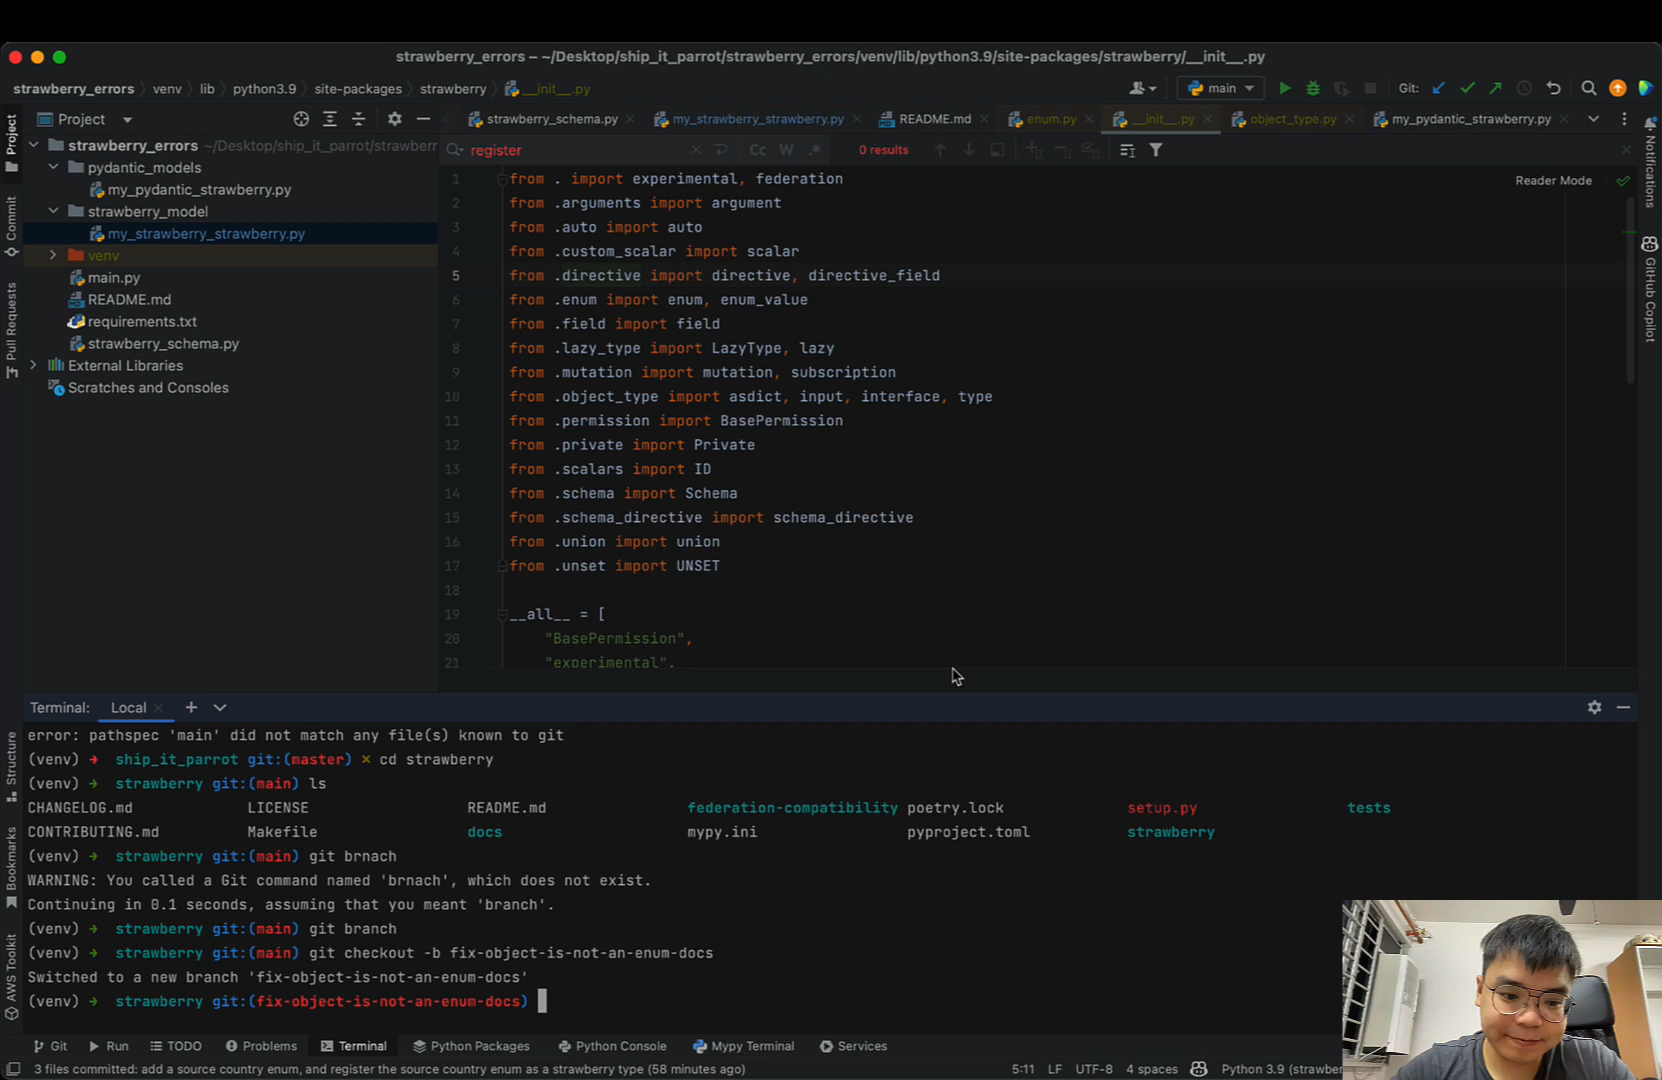 strawberry_errors – ~/Desktop/ship_it_parrot/strawberry_errors/venv/lib/python3.9/site-packages/strawberry/__init__.py
strawberry_errors venv lib python3.9 site-packages strawberry __init__.py
main
Git:
Project
strawberry_schema.py
my_strawberry_strawberry.py
README.md
enum.py
__init__.py
object_type.py
my_pydantic_strawberry.py
Project
Commit
Pull Requests
strawberry_errors ~/Desktop/ship_it_parrot/strawberr
pydantic_models
my_pydantic_strawberry.py
strawberry_model
my_strawberry_strawberry.py
venv
main.py
README.md
requirements.txt
strawberry_schema.py
External Libraries
Scratches and Consoles
register
Cc W .*
0 results
Reader Mode
Notifications
GitHub Copilot
1 from . import experimental, federation
2 from .arguments import argument
3 from .auto import auto
4 from .custom_scalar import scalar
5 from .directive import directive, directive_field
6 from .enum import enum, enum_value
7 from .field import field
8 from .lazy_type import LazyType, lazy
9 from .mutation import mutation, subscription
10 from .object_type import asdict, input, interface, type
11 from .permission import BasePermission
12 from .private import Private
13 from .scalars import ID
14 from .schema import Schema
15 from .schema_directive import schema_directive
16 from .union import union
17 from .unset import UNSET
18
19 __all__ = [
20 "BasePermission",
21 "experimental",
Structure
Bookmarks
AWS Toolkit
Terminal: Local
error: pathspec 'main' did not match any file(s) known to git
(venv) → ship_it_parrot git:(master) × cd strawberry
(venv) → strawberry git:(main) ls
CHANGELOG.md LICENSE README.md federation-compatibility poetry.lock setup.py tests
CONTRIBUTING.md Makefile docs mypy.ini pyproject.toml strawberry
(venv) → strawberry git:(main) git brnach
WARNING: You called a Git command named 'brnach', which does not exist.
Continuing in 0.1 seconds, assuming that you meant 'branch'.
(venv) → strawberry git:(main) git branch
(venv) → strawberry git:(main) git checkout -b fix-object-is-not-an-enum-docs
Switched to a new branch 'fix-object-is-not-an-enum-docs'
(venv) → strawberry git:(fix-object-is-not-an-enum-docs)
Git Run TODO Problems Terminal Python Packages Python Console Mypy Terminal Services
3 files committed: add a source country enum, and register the source country enum as a strawberry type (58 minutes ago)
5:11 LF UTF-8 4 spaces Python 3.9 (strawber